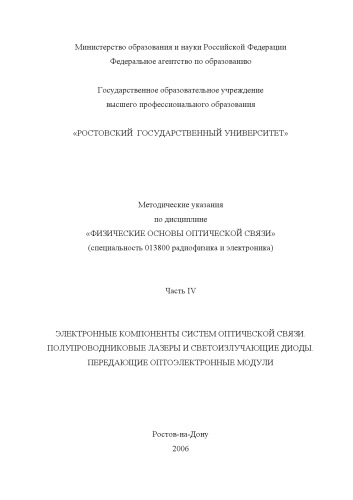 Министерство образования и науки Российской Федерации
Федеральное агентство по образованию
Государственное образовательное учреждение
высшего профессионального образования
«РОСТОВСКИЙ ГОСУДАРСТВЕННЫЙ УНИВЕРСИТЕТ»
Методические указания
по дисциплине
«ФИЗИЧЕСКИЕ ОСНОВЫ ОПТИЧЕСКОЙ СВЯЗИ»
(специальность 013800 радиофизика и электроника)
Часть IV
ЭЛЕКТРОННЫЕ КОМПОНЕНТЫ СИСТЕМ ОПТИЧЕСКОЙ СВЯЗИ.
ПОЛУПРОВОДНИКОВЫЕ ЛАЗЕРЫ И СВЕТОИЗЛУЧАЮЩИЕ ДИОДЫ.
ПЕРЕДАЮЩИЕ ОПТОЭЛЕКТРОННЫЕ МОДУЛИ
Ростов-на-Дону
2006